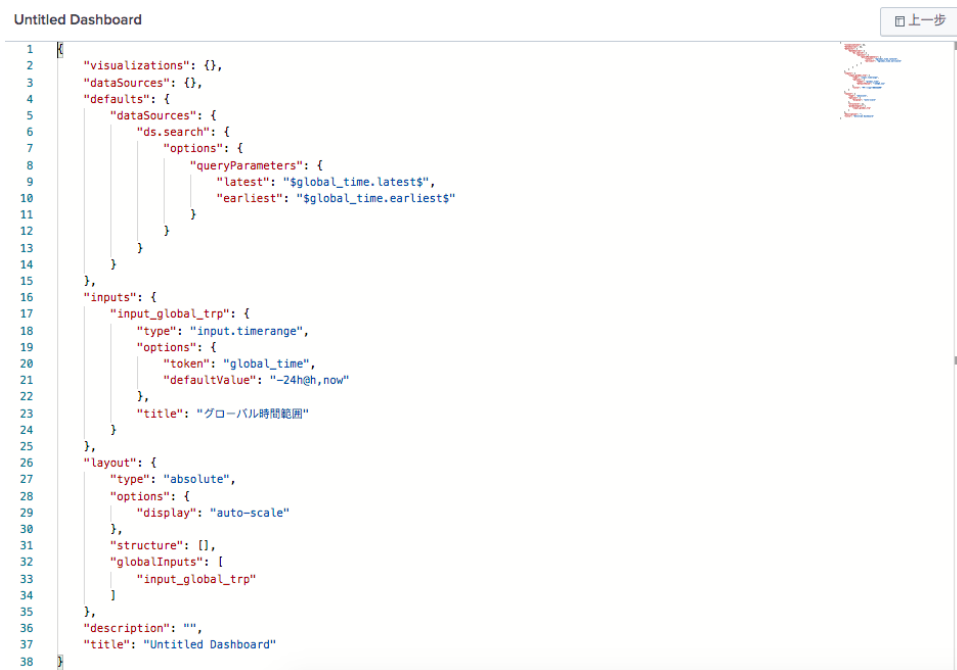 Untitled Dashboard
上一步
1 {
2 "visualizations": {},
3 "dataSources": {},
4 "defaults": {
5 "dataSources": {
6 "ds.search": {
7 "options": {
8 "queryParameters": {
9 "latest": "$global_time.latest$",
10 "earliest": "$global_time.earliest$"
11 }
12 }
13 }
14 }
15 },
16 "inputs": {
17 "input_global_trp": {
18 "type": "input.timerange",
19 "options": {
20 "token": "global_time",
21 "defaultValue": "-24h@h,now"
22 },
23 "title": "グローバル時間範囲"
24 }
25 },
26 "layout": {
27 "type": "absolute",
28 "options": {
29 "display": "auto-scale"
30 },
31 "structure": [],
32 "globalInputs": [
33 "input_global_trp"
34 ]
35 },
36 "description": "",
37 "title": "Untitled Dashboard"
38 }